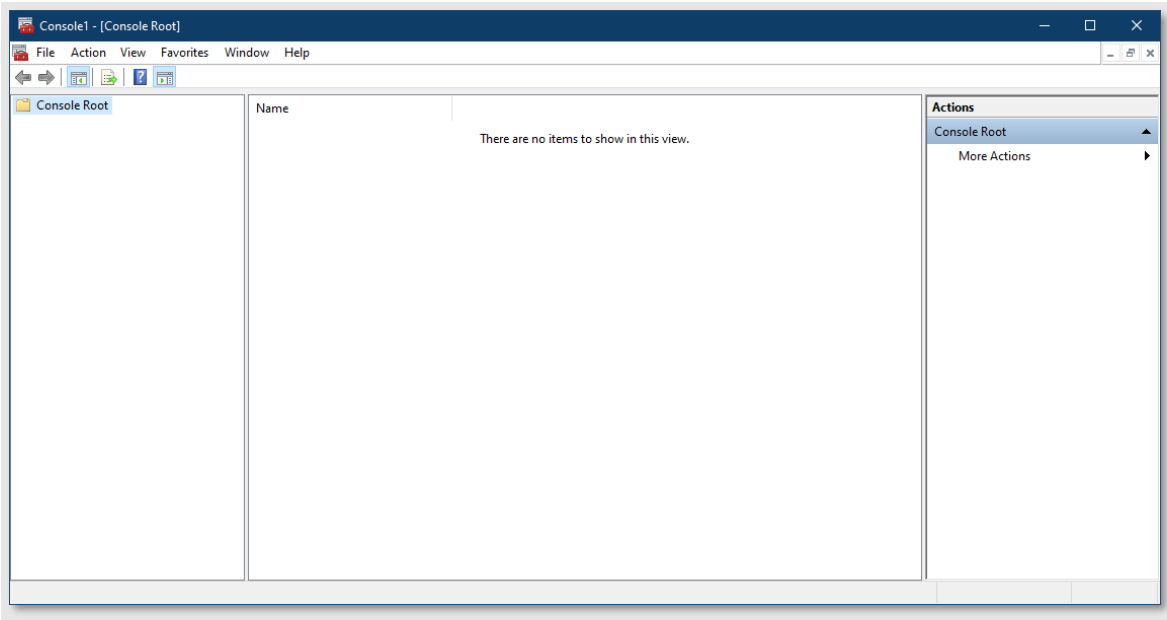 Console1 - [Console Root]
File Action View Favorites Window Help
Console Root
Name
There are no items to show in this view.
Actions
Console Root
More Actions